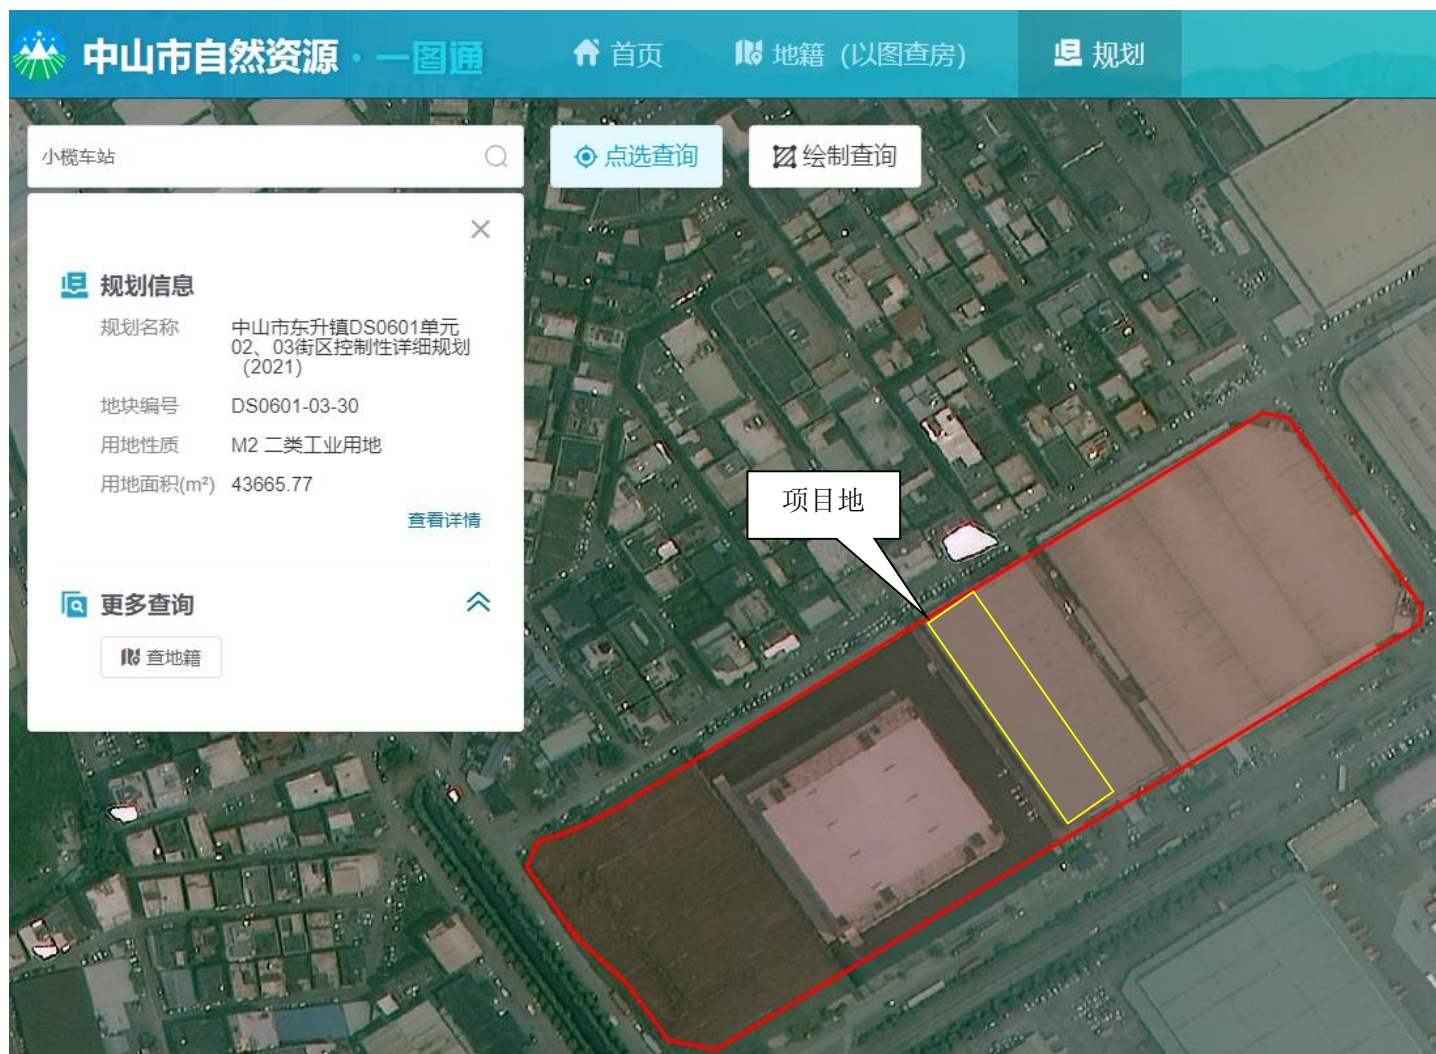 中山市自然资源·一图通
首页
地籍（以图查房）
规划
小榄车站
点选查询
绘制查询
规划信息
规划名称
中山市东升镇DS0601单元
02、03街区控制性详细规划
（2021）
地块编号
DS0601-03-30
用地性质
M2 二类工业用地
用地面积(m²)
43665.77
查看详情
更多查询
查地籍
项目地